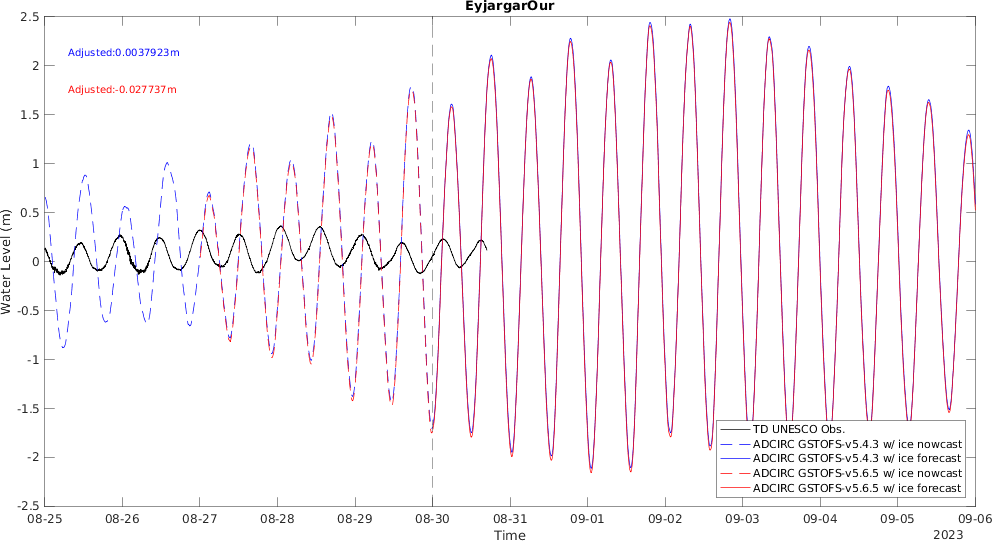 EyjargarOur
Adjusted:0.0037923m
Adjusted:-0.027737m
Water Level (m)
2.5
2
1.5
1
0.5
0
-0.5
-1
-1.5
-2
-2.5
TD UNESCO Obs.
ADCIRC GSTOFS-v5.4.3 w/ ice nowcast
ADCIRC GSTOFS-v5.4.3 w/ ice forecast
ADCIRC GSTOFS-v5.6.5 w/ ice nowcast
ADCIRC GSTOFS-v5.6.5 w/ ice forecast
08-25 08-26 08-27 08-28 08-29 08-30 08-31 09-01 09-02 09-03 09-04 09-05 09-06
Time
2023